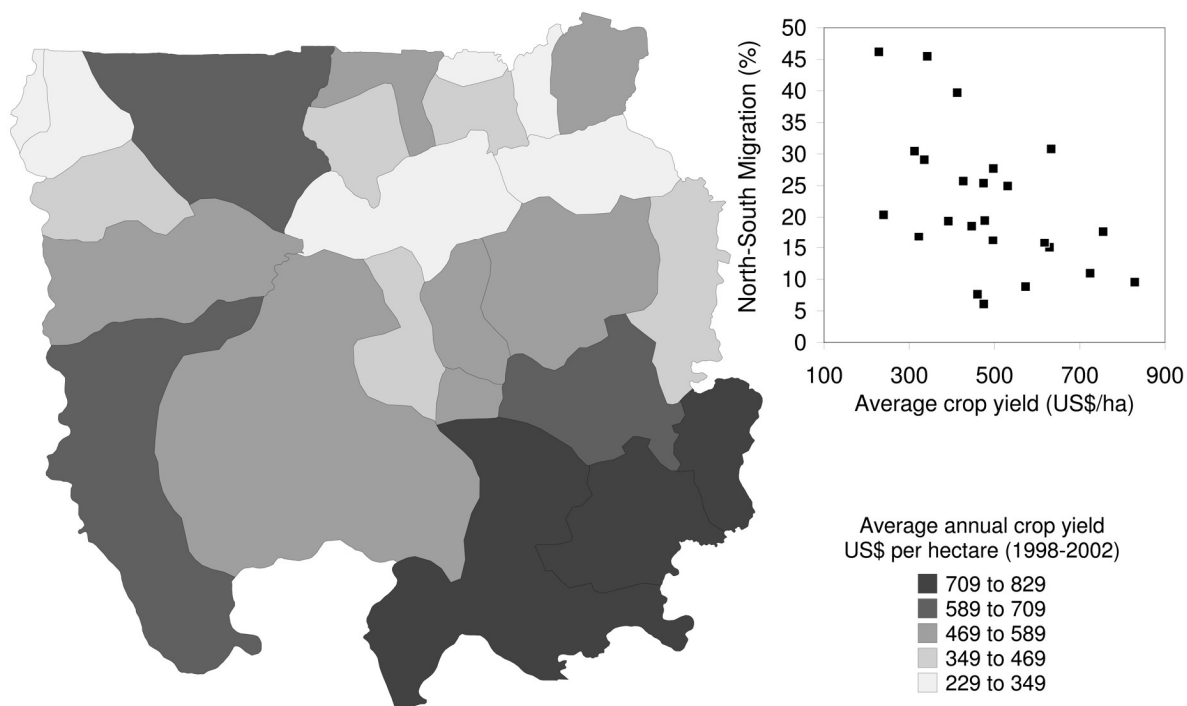 50
45
40
35
30
25
20
15
10
5
0
North-South Migration (%)
100 300 500 700 900
Average crop yield (US$/ha)
Average annual crop yield
US$ per hectare (1998-2002)
709 to 829
589 to 709
469 to 589
349 to 469
229 to 349